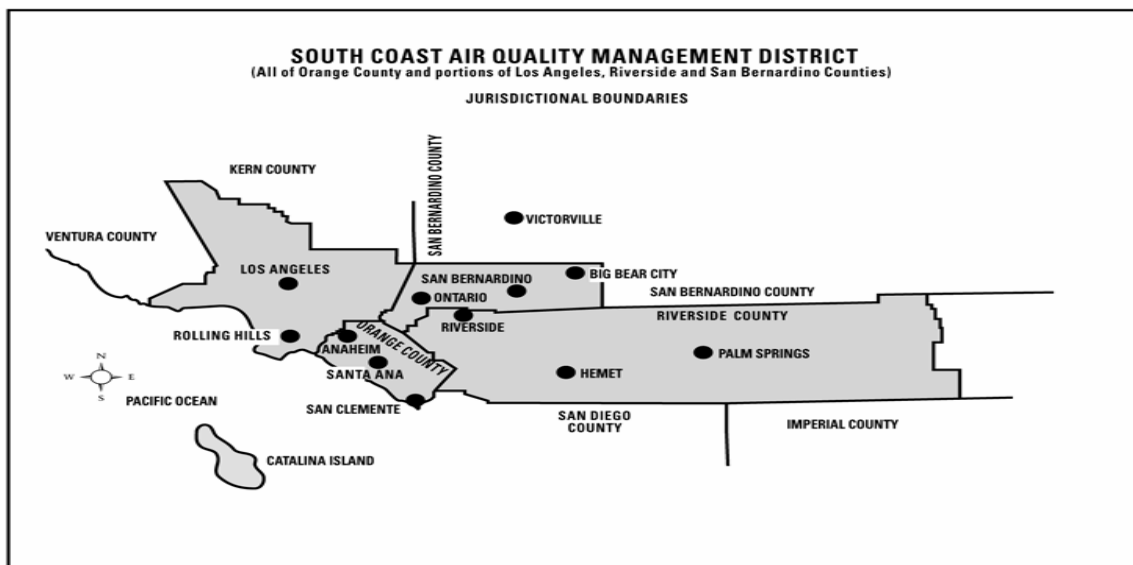 SOUTH COAST AIR QUALITY MANAGEMENT DISTRICT
(All of Orange County and portions of Los Angeles, Riverside and San Bernardino Counties)
JURISDICTIONAL BOUNDARIES
KERN COUNTY
SAN BERNARDINO COUNTY
VICTORVILLE
VENTURA COUNTY
LOS ANGELES
SAN BERNARDINO
BIG BEAR CITY
ONTARIO
SAN BERNARDINO COUNTY
RIVERSIDE COUNTY
RIVERSIDE
ROLLING HILLS
ORANGE COUNTY
ANAHEIM
PALM SPRINGS
SANTA ANA
HEMET
N
W E
S
PACIFIC OCEAN
SAN CLEMENTE
SAN DIEGO
COUNTY
IMPERIAL COUNTY
CATALINA ISLAND